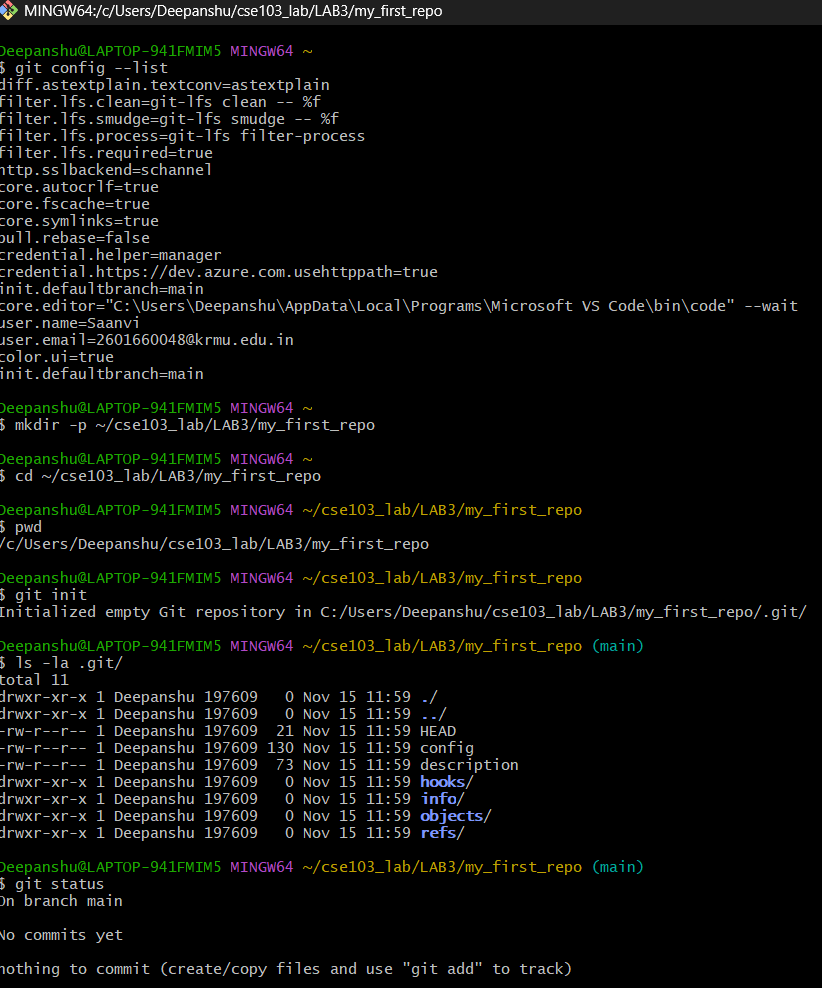 MINGW64:/c/Users/Deepanshu/cse103_lab/LAB3/my_first_repo
Deepanshu@LAPTOP-941FMIM5 MINGW64 ~
$ git config --list
diff.astextplain.textconv=astextplain
filter.lfs.clean=git-lfs clean -- %f
filter.lfs.smudge=git-lfs smudge -- %f
filter.lfs.process=git-lfs filter-process
filter.lfs.required=true
http.sslbackend=schannel
core.autocrlf=true
core.fscache=true
core.symlinks=true
pull.rebase=false
credential.helper=manager
credential.https://dev.azure.com.usehttppath=true
init.defaultbranch=main
core.editor="C:\Users\Deepanshu\AppData\Local\Programs\Microsoft VS Code\bin\code" --wait
user.name=Saanvi
user.email=2601660048@krmu.edu.in
color.ui=true
init.defaultbranch=main
Deepanshu@LAPTOP-941FMIM5 MINGW64 ~
$ mkdir -p ~/cse103_lab/LAB3/my_first_repo
Deepanshu@LAPTOP-941FMIM5 MINGW64 ~
$ cd ~/cse103_lab/LAB3/my_first_repo
Deepanshu@LAPTOP-941FMIM5 MINGW64 ~/cse103_lab/LAB3/my_first_repo
$ pwd
/c/Users/Deepanshu/cse103_lab/LAB3/my_first_repo
Deepanshu@LAPTOP-941FMIM5 MINGW64 ~/cse103_lab/LAB3/my_first_repo
$ git init
Initialized empty Git repository in C:/Users/Deepanshu/cse103_lab/LAB3/my_first_repo/.git/
Deepanshu@LAPTOP-941FMIM5 MINGW64 ~/cse103_lab/LAB3/my_first_repo (main)
$ ls -la .git/
total 11
drwxr-xr-x 1 Deepanshu 197609   0 Nov 15 11:59 ./
drwxr-xr-x 1 Deepanshu 197609   0 Nov 15 11:59 ../
-rw-r--r-- 1 Deepanshu 197609  21 Nov 15 11:59 HEAD
-rw-r--r-- 1 Deepanshu 197609 130 Nov 15 11:59 config
-rw-r--r-- 1 Deepanshu 197609  73 Nov 15 11:59 description
drwxr-xr-x 1 Deepanshu 197609   0 Nov 15 11:59 hooks/
drwxr-xr-x 1 Deepanshu 197609   0 Nov 15 11:59 info/
drwxr-xr-x 1 Deepanshu 197609   0 Nov 15 11:59 objects/
drwxr-xr-x 1 Deepanshu 197609   0 Nov 15 11:59 refs/
Deepanshu@LAPTOP-941FMIM5 MINGW64 ~/cse103_lab/LAB3/my_first_repo (main)
$ git status
On branch main
No commits yet
nothing to commit (create/copy files and use "git add" to track)